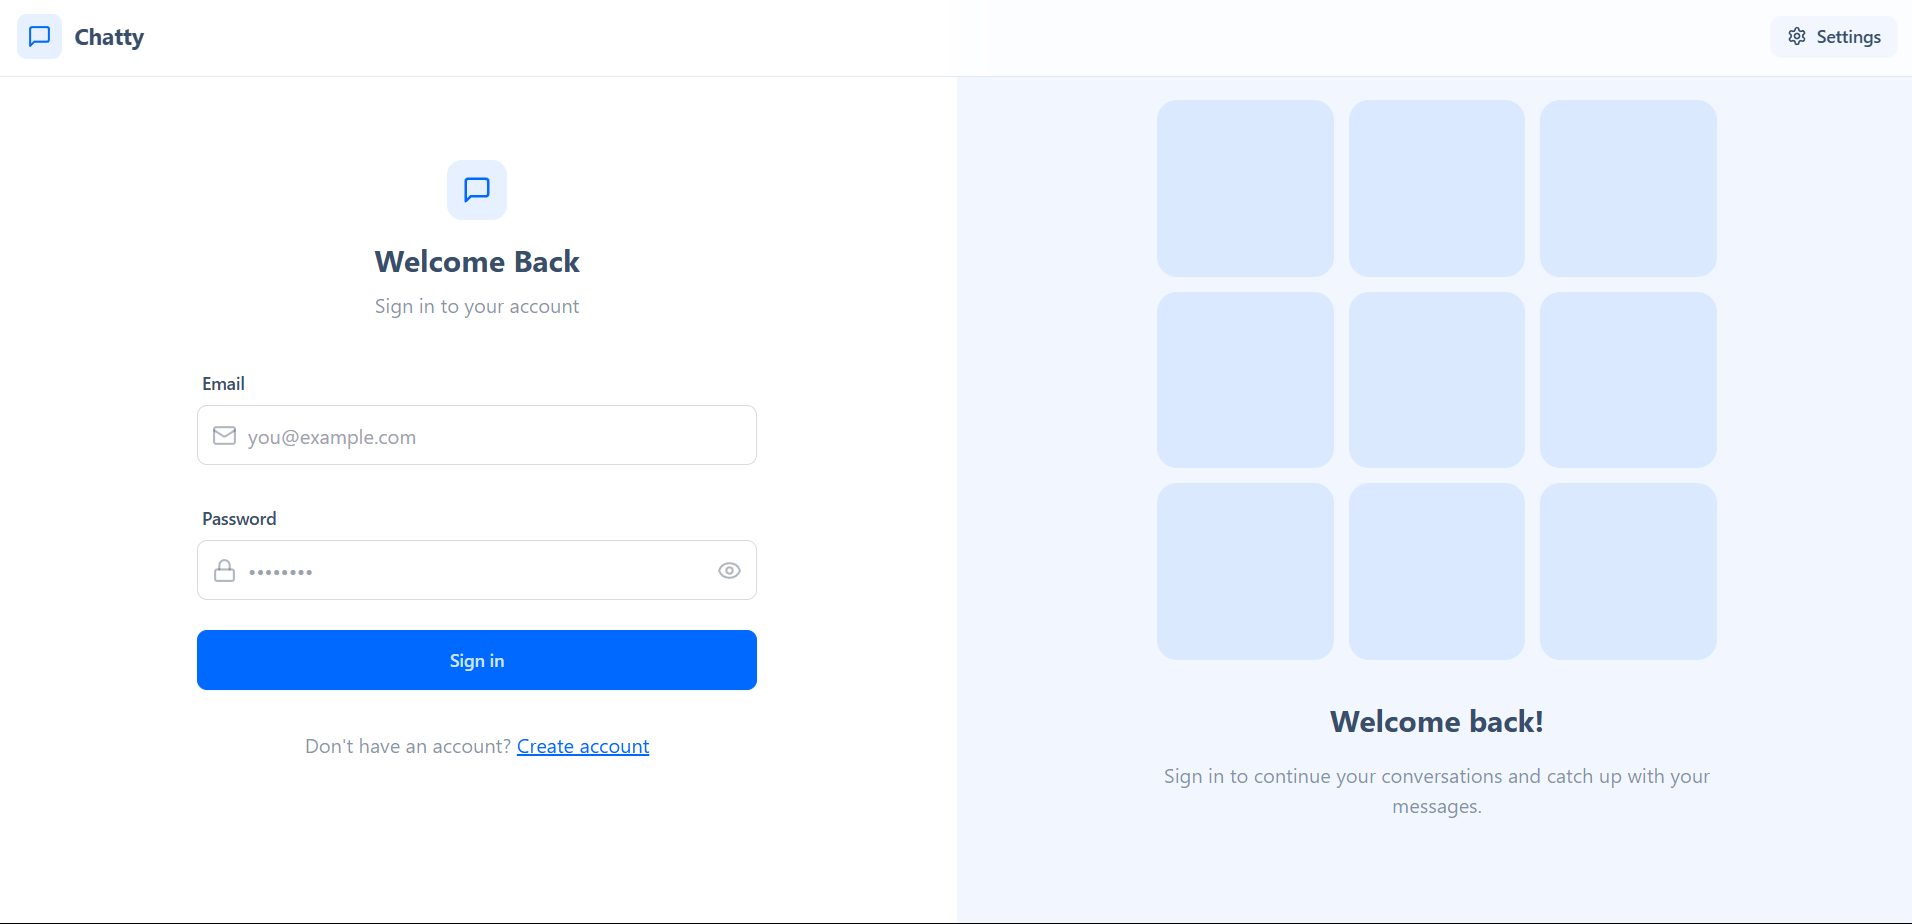 Chatty
Settings
Welcome Back
Sign in to your account
Email
you@example.com
Password
••••••••
Sign in
Don't have an account? Create account
Welcome back!
Sign in to continue your conversations and catch up with your
messages.